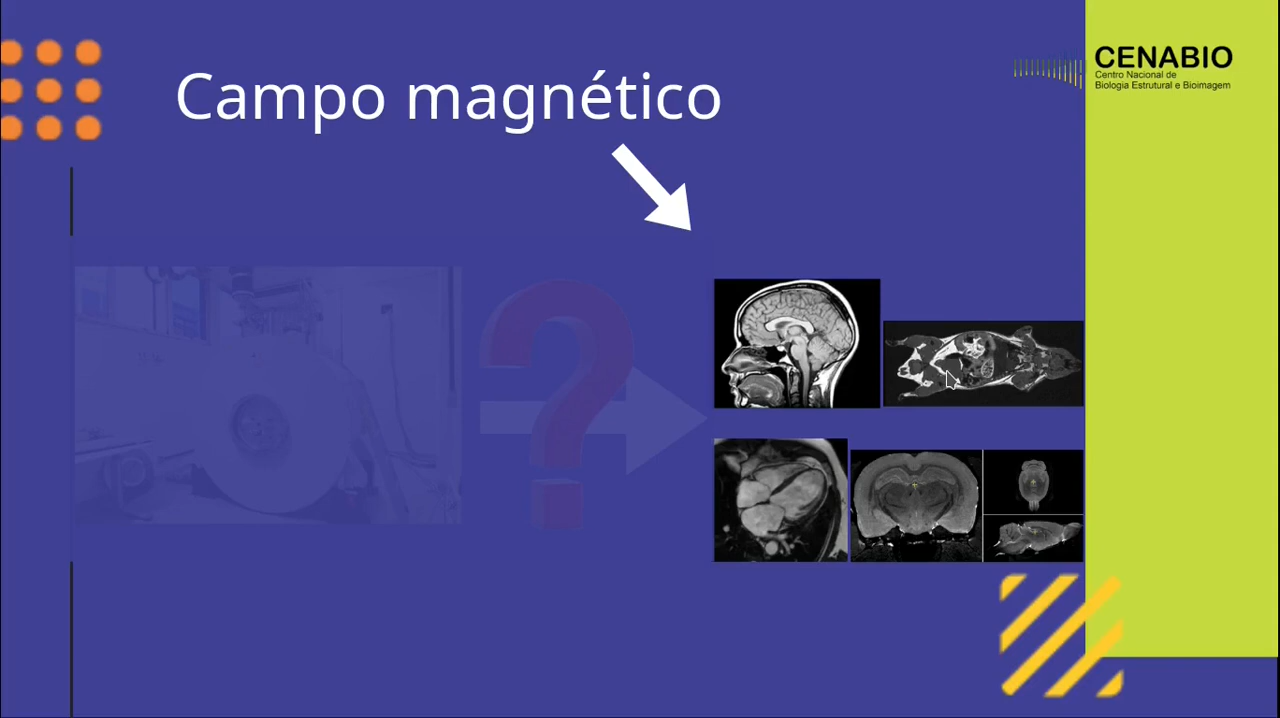 Campo magnético
CENABIO
Centro Nacional de
Biologia Estrutural e Bioimagem
?